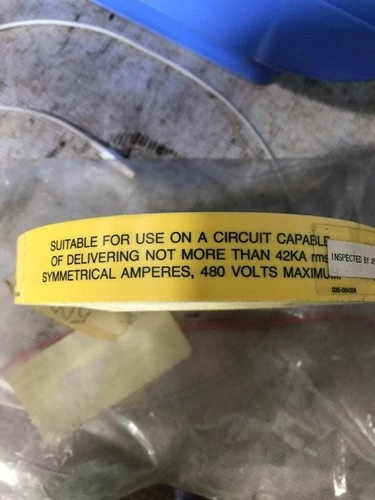 SUITABLE FOR USE ON A CIRCUIT CAPABLE
OF DELIVERING NOT MORE THAN 42KA rms
SYMMETRICAL AMPERES, 480 VOLTS MAXIMU
INSPECTED BY